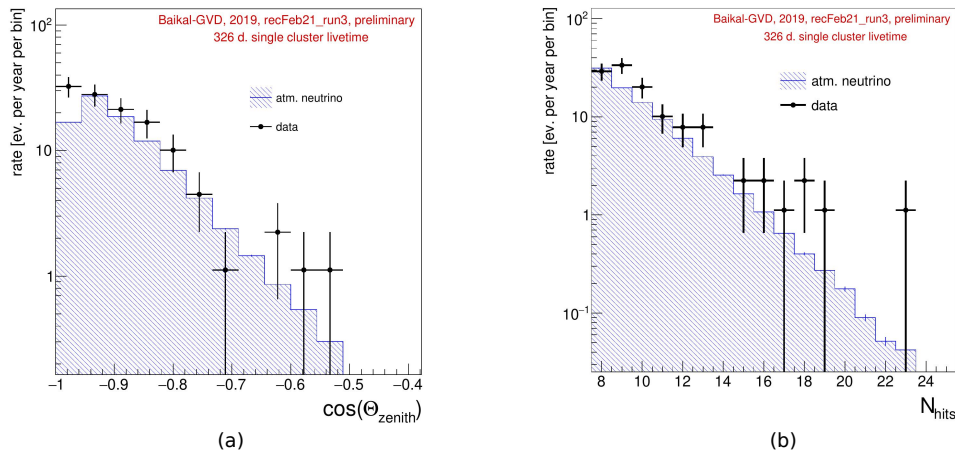 Baikal-GVD, 2019, recFeb21_run3, preliminary
326 d. single cluster livetime
rate [ev. per year per bin]
10²
10
1
atm. neutrino
data
−1 −0.9 −0.8 −0.7 −0.6 −0.5 −0.4
cos(Θzenith)
(a)
Baikal-GVD, 2019, recFeb21_run3, preliminary
326 d. single cluster livetime
rate [ev. per year per bin]
10²
10
1
10⁻¹
atm. neutrino
data
8 10 12 14 16 18 20 22 24
Nhits
(b)